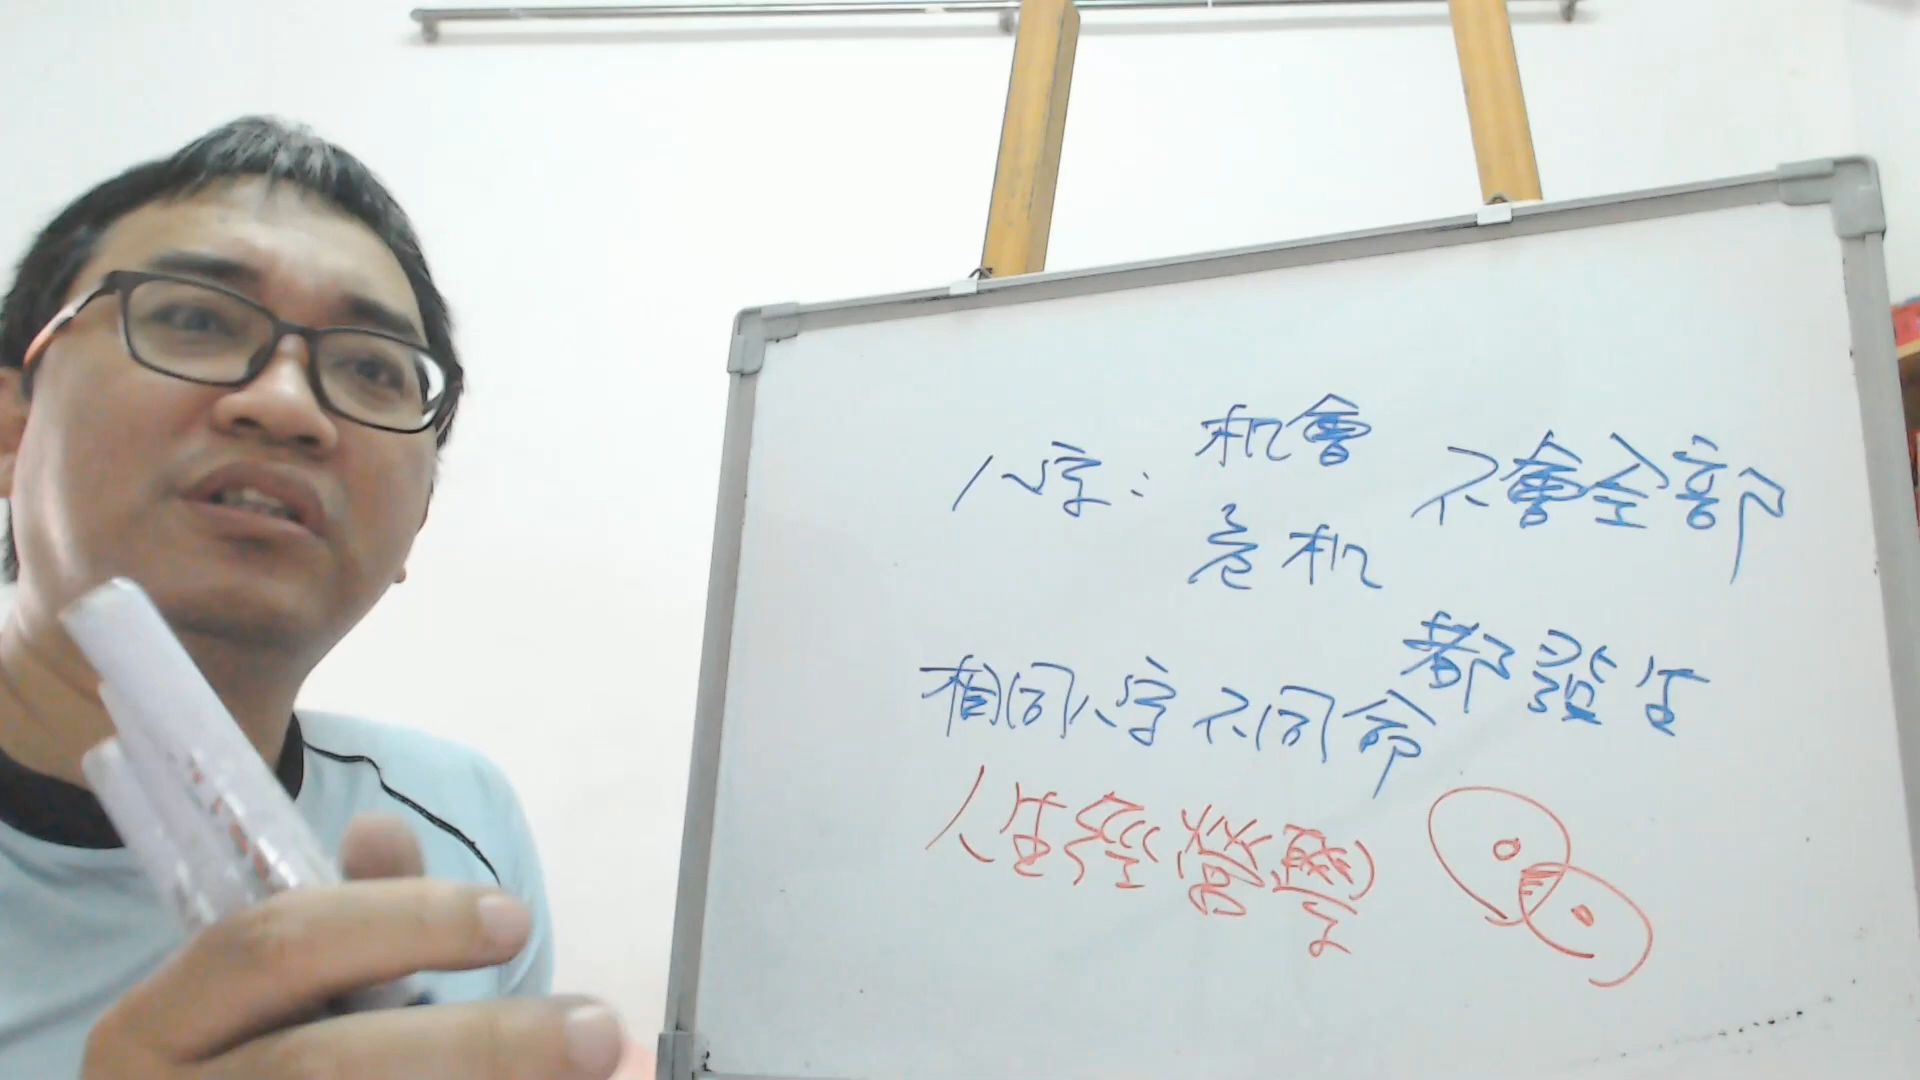 八字: 机會 不會全部
危机
都發生
相同八字不同命
人生經營學